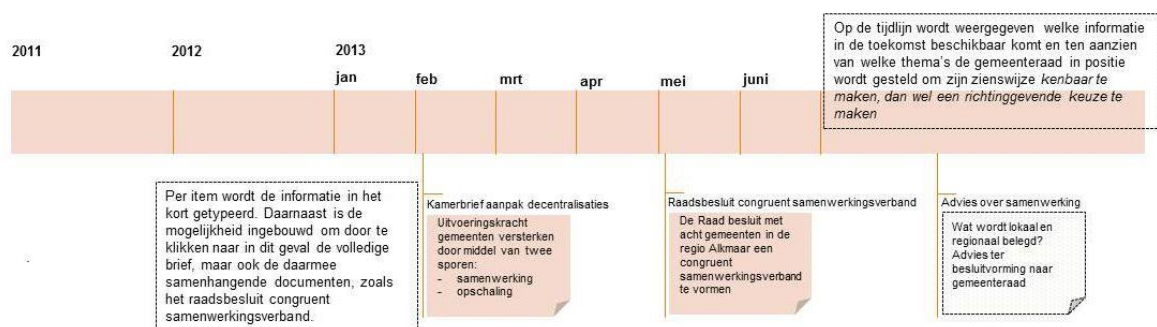 2011
2012
2013
jan
feb
mrt
apr
mei
juni
Op de tijdlijn wordt weergegeven welke informatie
in de toekomst beschikbaar komt en ten aanzien
van welke thema's de gemeenteraad in positie
wordt gesteld om zijn zienswijze kenbaar te
maken, dan wel een richtinggevende keuze te
maken
Per item wordt de informatie in het
kort getypeerd. Daarnaast is de
mogelijkheid ingebouwd om door te
klikken naar in dit geval de volledige
brief, maar ook de daarmee
samenhangende documenten, zoals
het raadsbesluit congruent
samenwerkingsverband.
Kamerbrief aanpak decentralisaties
Uitvoeringskracht
gemeenten versterken
door middel van twee
sporen:
- samenwerking
- opschaling
Raadsbesluit congruent samenwerkingsverband
De Raad besluit met
acht gemeenten in de
regio Alkmaar een
congruent
samenwerkingsverband
te vormen
Advies over samenwerking
Wat wordt lokaal en
regionaal belegd?
Advies ter
besluitvorming naar
gemeenteraad